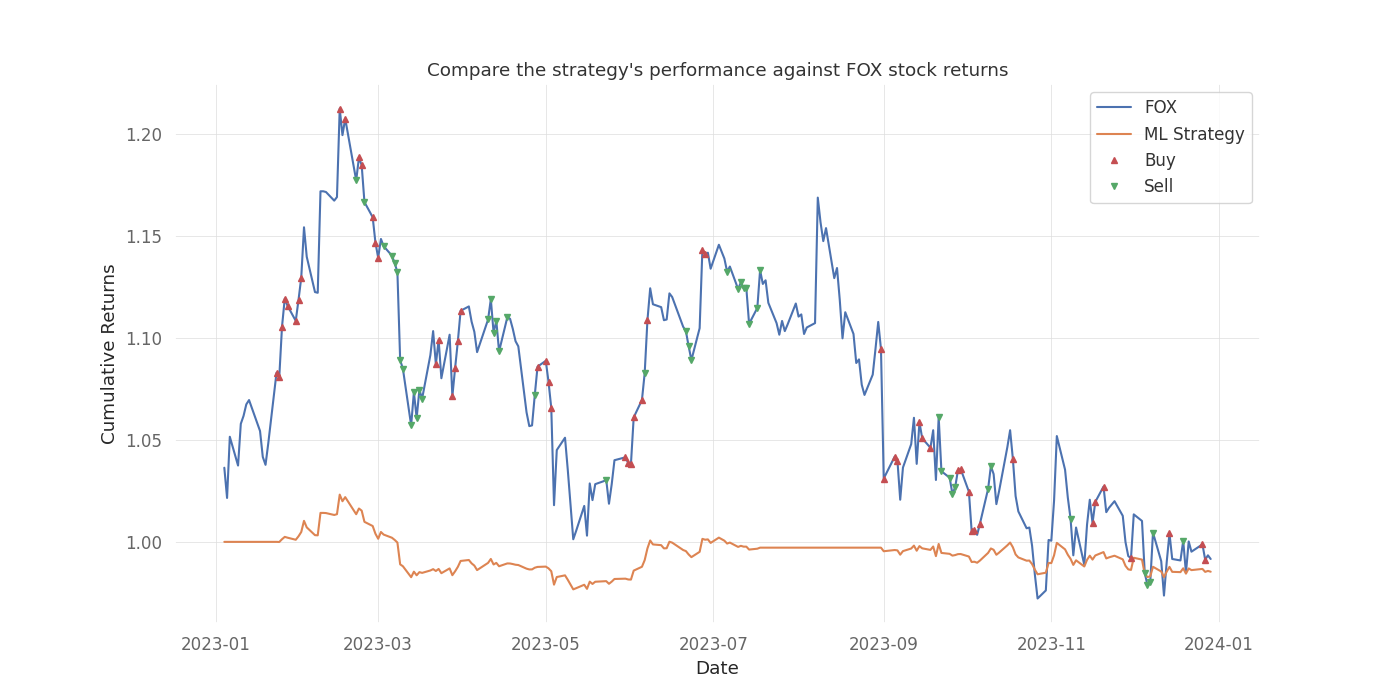 Compare the strategy's performance against FOX stock returns
FOX
ML Strategy
Buy
Sell
Cumulative Returns
1.20
1.15
1.10
1.05
1.00
2023-01
2023-03
2023-05
2023-07
2023-09
2023-11
2024-01
Date